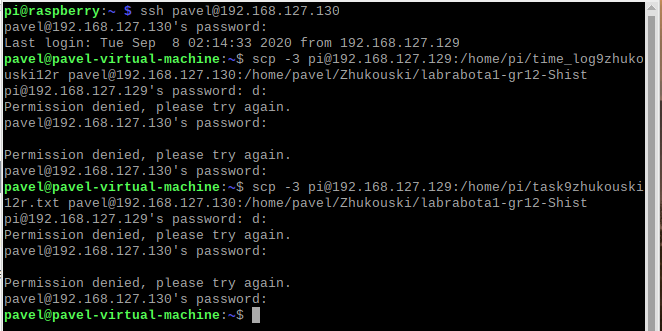 pi@raspberry:~ $ ssh pavel@192.168.127.130
pavel@192.168.127.130's password:
Last login: Tue Sep  8 02:14:33 2020 from 192.168.127.129
pavel@pavel-virtual-machine:~$ scp -3 pi@192.168.127.129:/home/pi/time_log9zhuko
uski12r pavel@192.168.127.130:/home/pavel/Zhukouski/labrabota1-gr12-Shist
pi@192.168.127.129's password: d:
Permission denied, please try again.
pavel@192.168.127.130's password:
Permission denied, please try again.
pavel@192.168.127.130's password:
pavel@pavel-virtual-machine:~$ scp -3 pi@192.168.127.129:/home/pi/task9zhukouski
12r.txt pavel@192.168.127.130:/home/pavel/Zhukouski/labrabota1-gr12-Shist
pi@192.168.127.129's password: d:
Permission denied, please try again.
pavel@192.168.127.130's password:
Permission denied, please try again.
pavel@192.168.127.130's password:
pavel@pavel-virtual-machine:~$